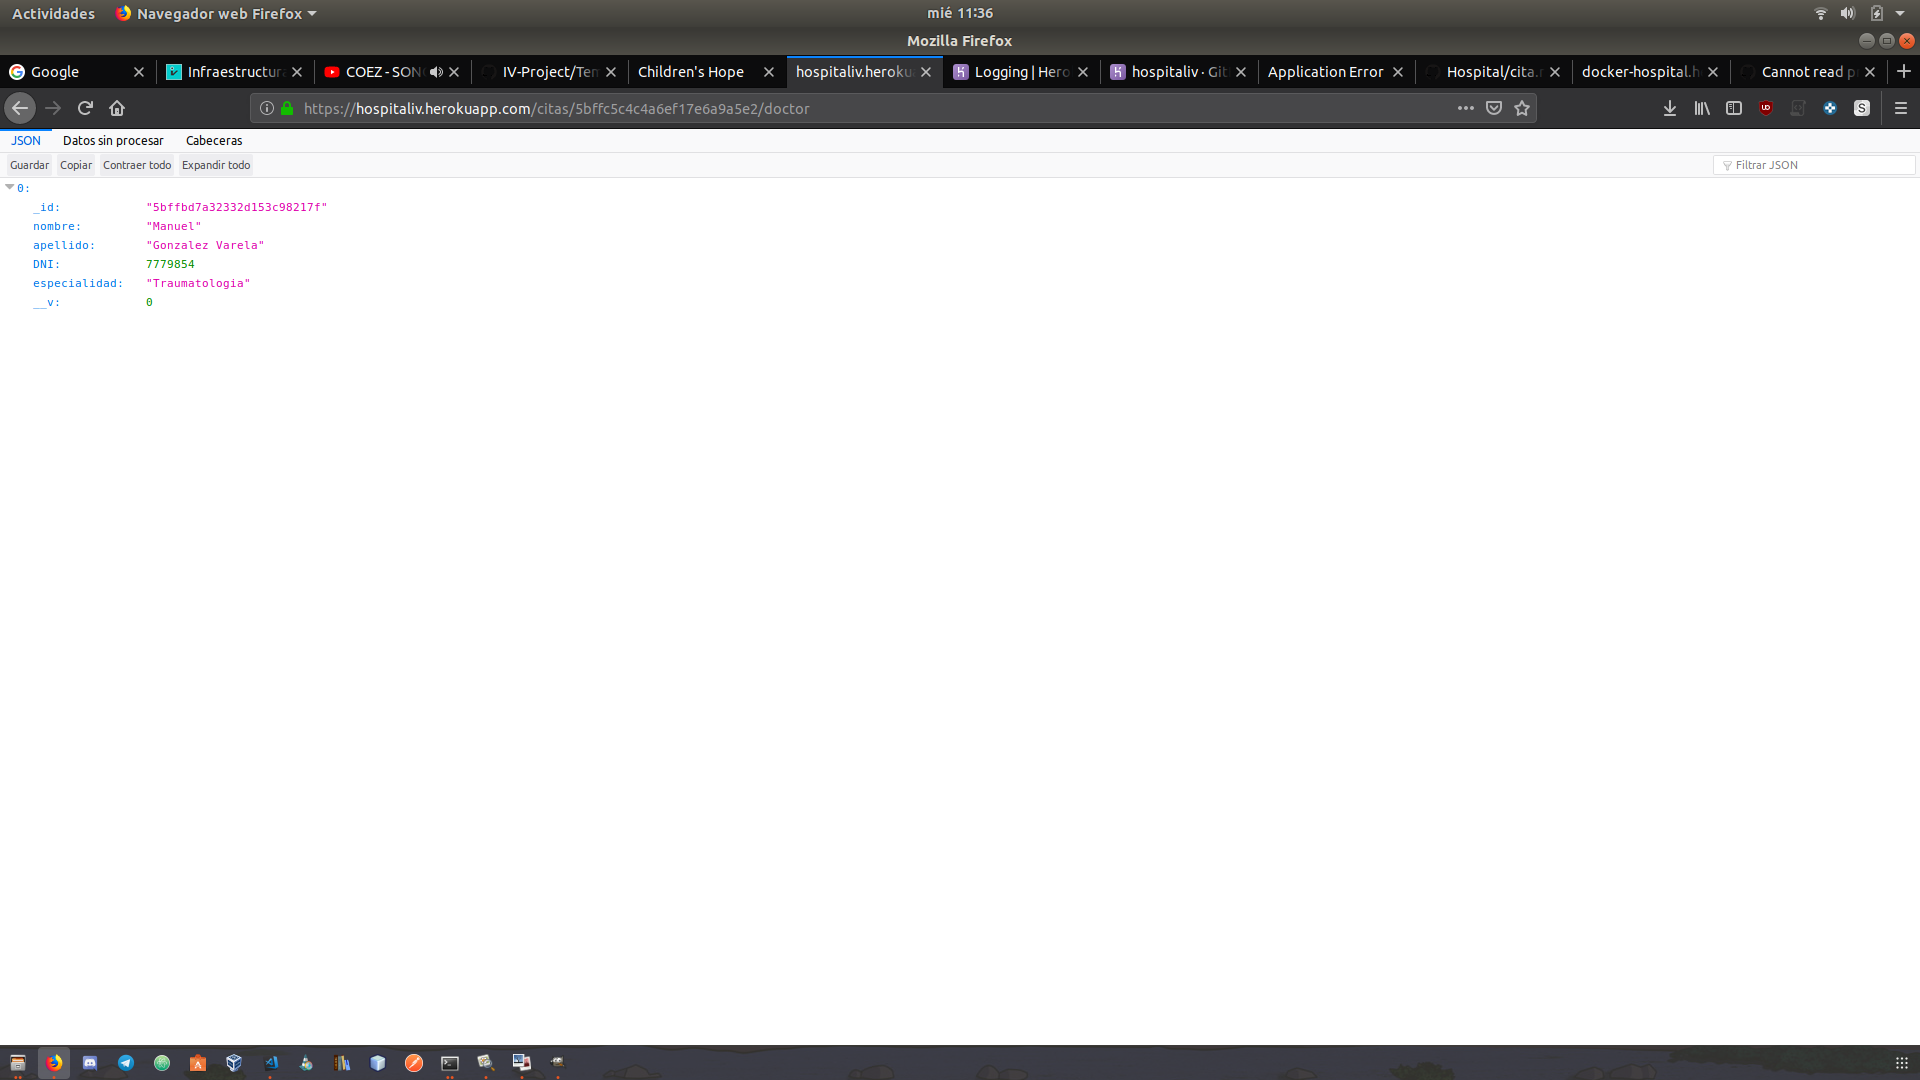 Actividades Navegador web Firefox mié 11:36
Mozilla Firefox
Google Infraestructura COEZ - SON IV-Project/Tem Children's Hope hospitaliv.heroku Logging | Hero hospitaliv · Git Application Error Hospital/cita.r docker-hospital.h Cannot read p
https://hospitaliv.herokuapp.com/citas/5bffc5c4c4a6ef17e6a9a5e2/doctor
JSON Datos sin procesar Cabeceras
Guardar Copiar Contraer todo Expandir todo Filtrar JSON
0:
_id: "5bffbd7a32332d153c98217f"
nombre: "Manuel"
apellido: "Gonzalez Varela"
DNI: 7779854
especialidad: "Traumatologia"
__v: 0